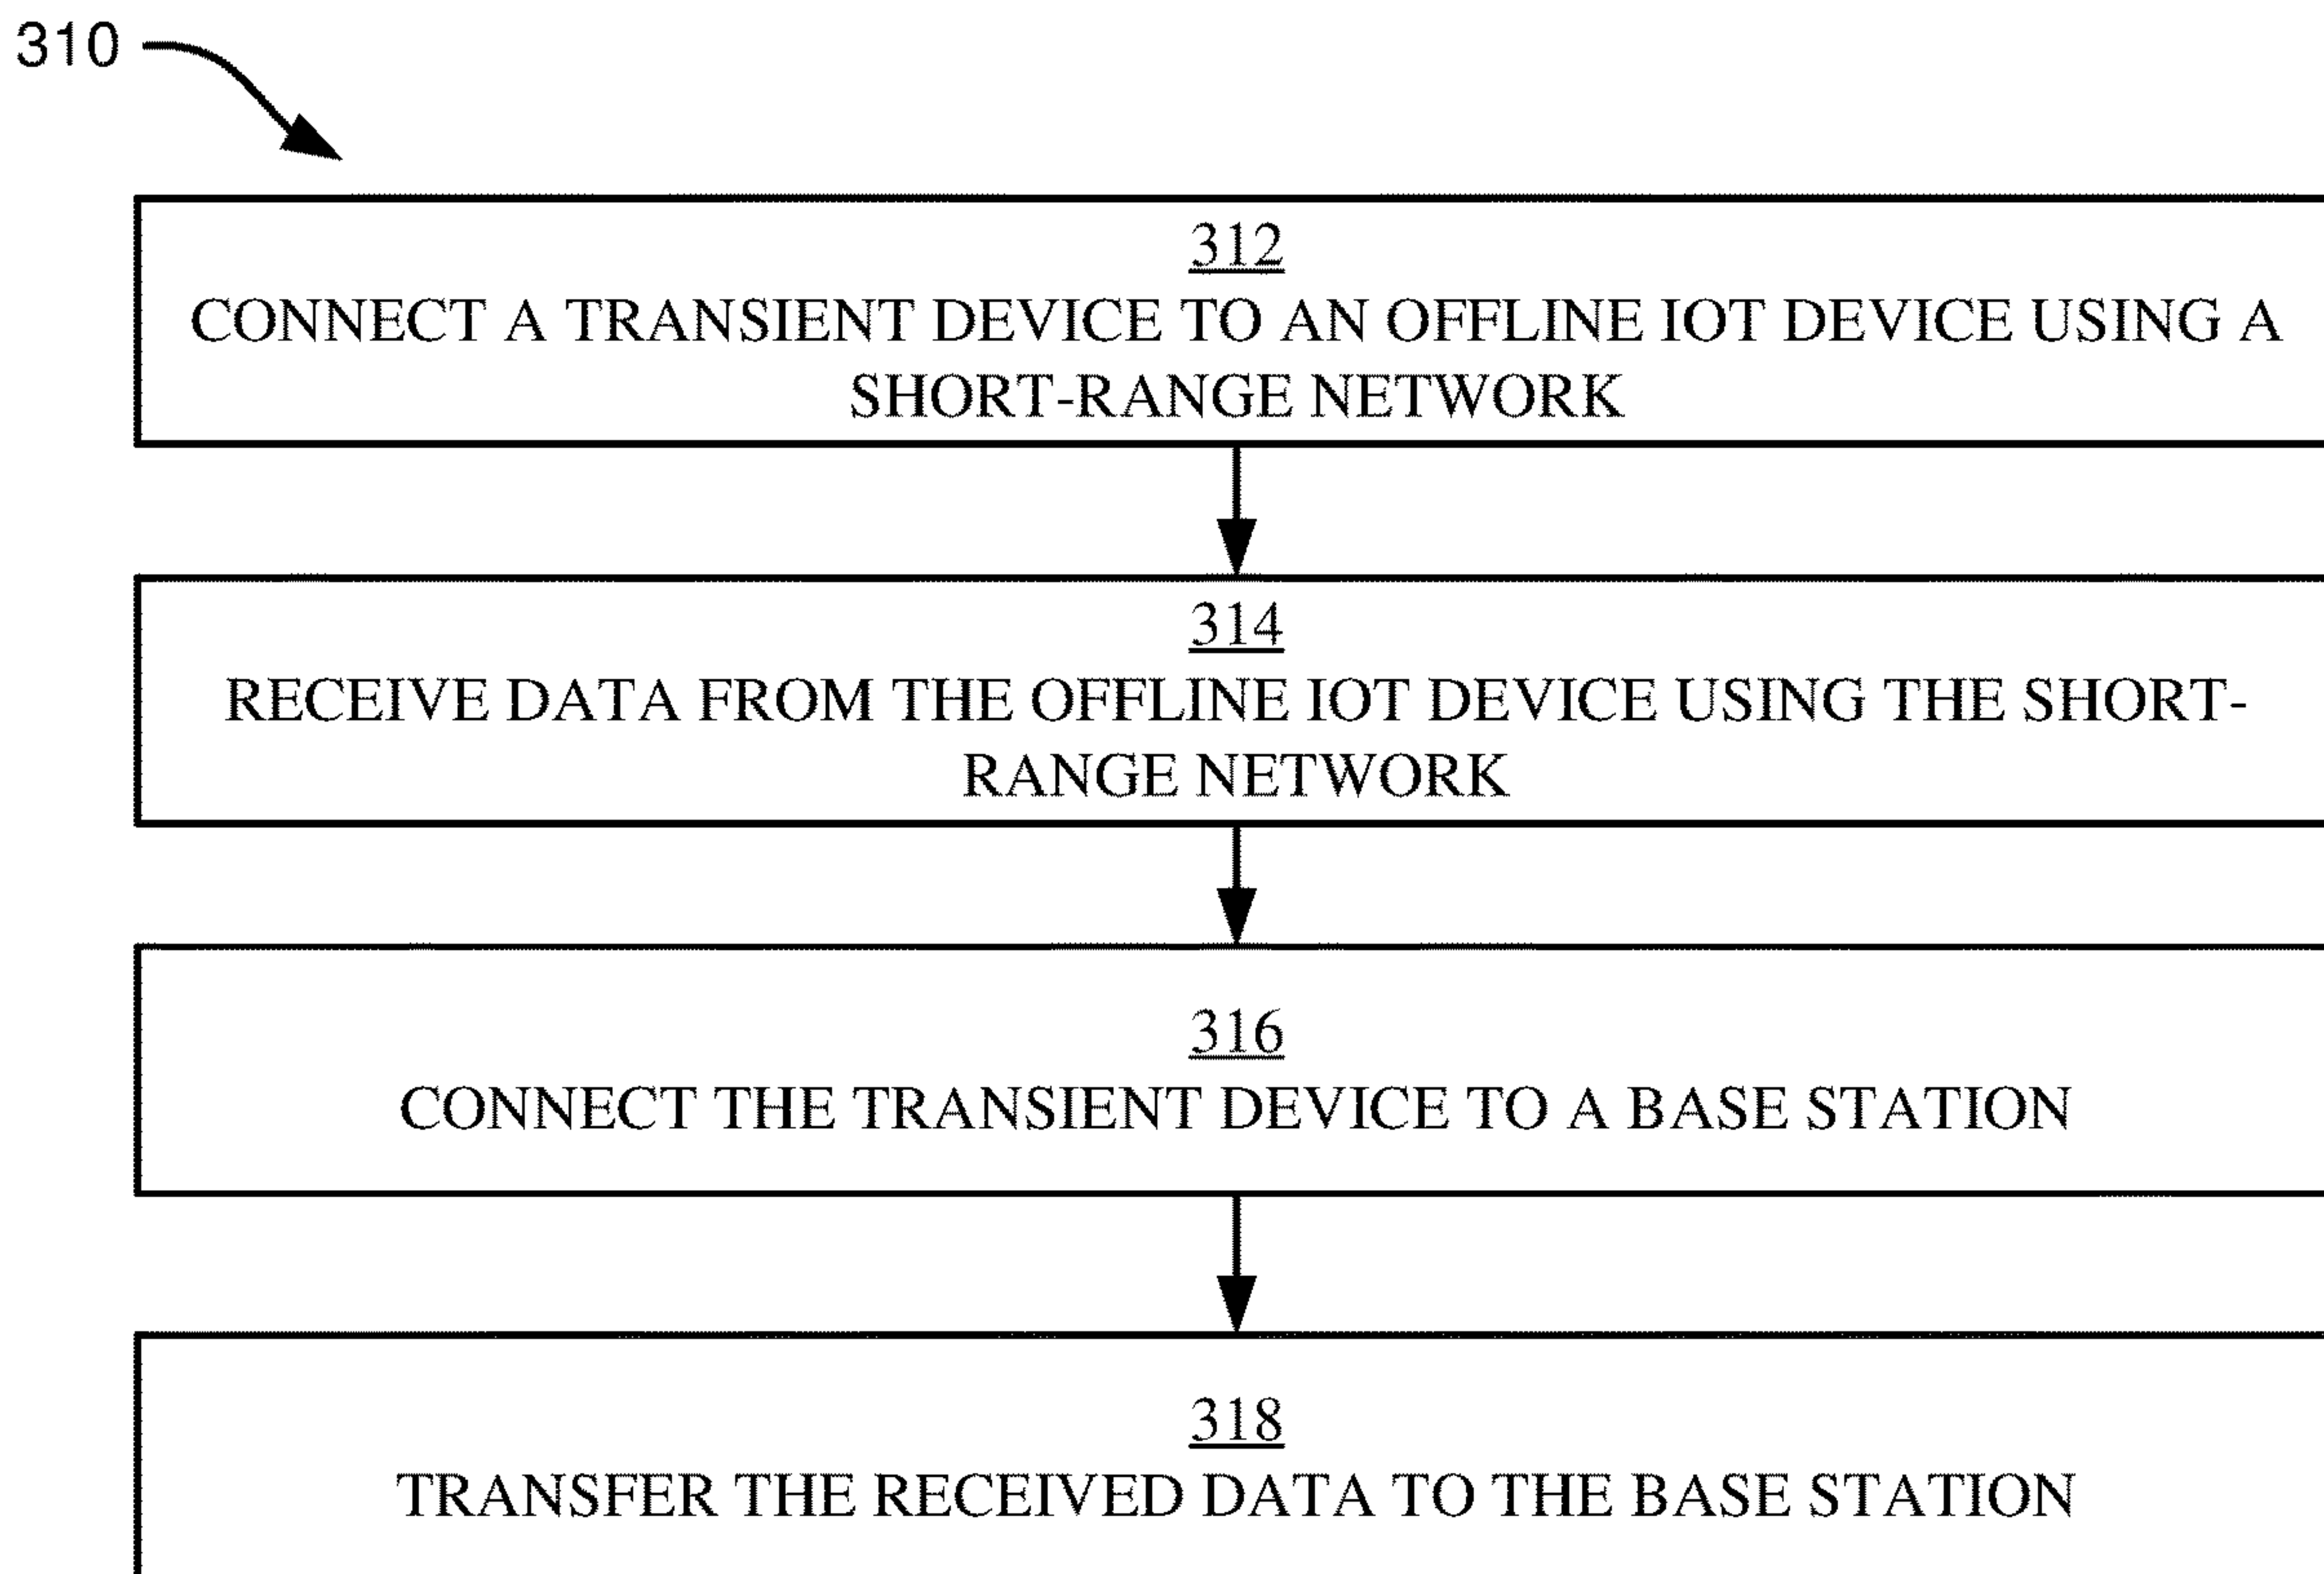 310
312
CONNECT A TRANSIENT DEVICE TO AN OFFLINE IOT DEVICE USING A
SHORT-RANGE NETWORK
314
RECEIVE DATA FROM THE OFFLINE IOT DEVICE USING THE SHORT-
RANGE NETWORK
316
CONNECT THE TRANSIENT DEVICE TO A BASE STATION
318
TRANSFER THE RECEIVED DATA TO THE BASE STATION